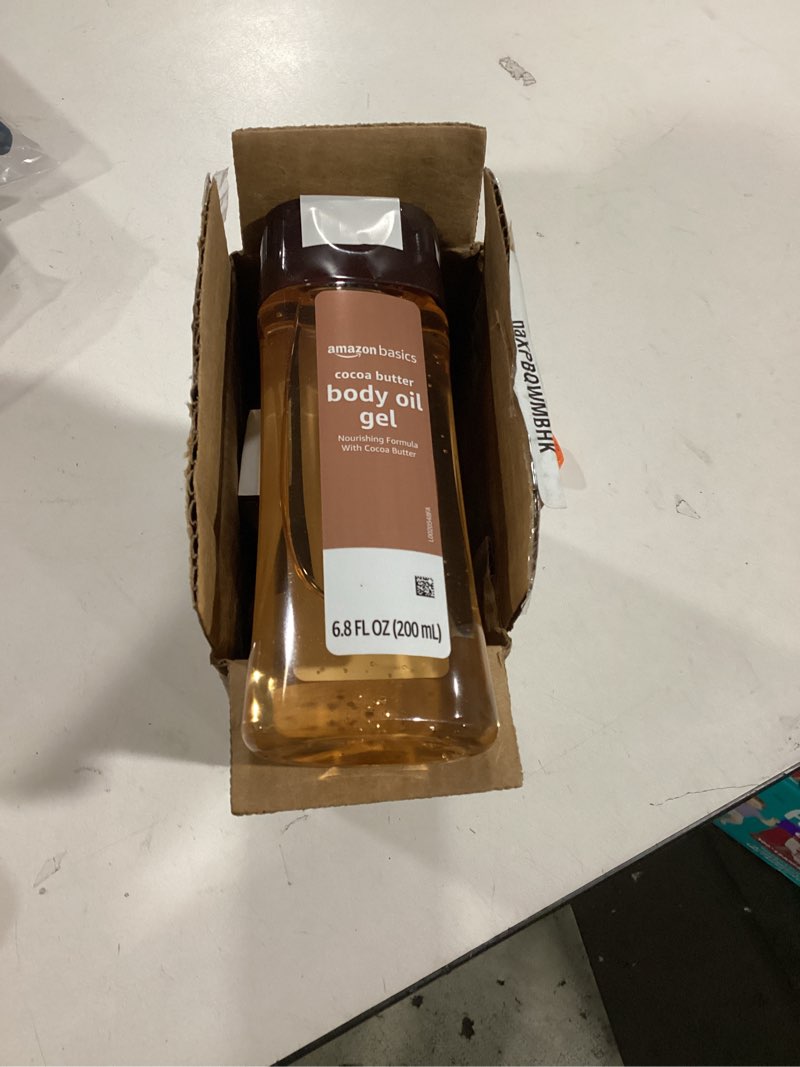 amazon basics
cocoa butter
body oil
gel
Nourishing Formula
With Cocoa Butter
6.8 FL OZ (200 mL)